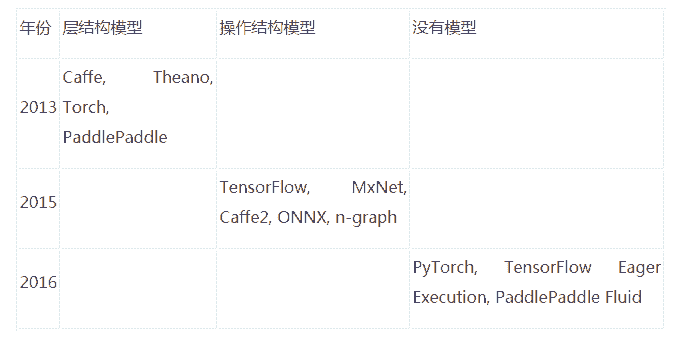 年份 层结构模型 操作结构模型 没有模型
Caffe, Theano,
2013 Torch,
PaddlePaddle
TensorFlow, MxNet,
2015
Caffe2, ONNX, n-graph
PyTorch, TensorFlow Eager
2016
Execution, PaddlePaddle Fluid